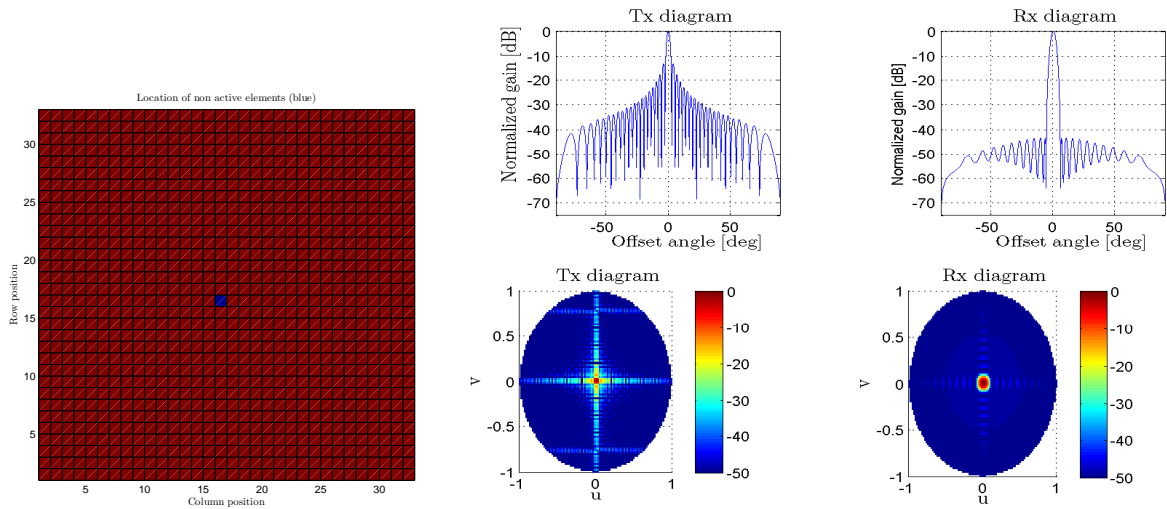 Location of non active elements (blue)
30
25
20
15
10
5
5 10 15 20 25 30
Row position
Column position
Tx diagram
Normalized gain [dB]
0
-10
-20
-30
-40
-50
-60
-70
-50 0 50
Offset angle [deg]
Rx diagram
Normalized gain [dB]
0
-10
-20
-30
-40
-50
-60
-70
-50 0 50
Offset angle [deg]
Tx diagram
v
1
0.5
0
-0.5
-1
-1 0 1
u
0
-10
-20
-30
-40
-50
Rx diagram
v
1
0.5
0
-0.5
-1
-1 0 1
u
0
-10
-20
-30
-40
-50